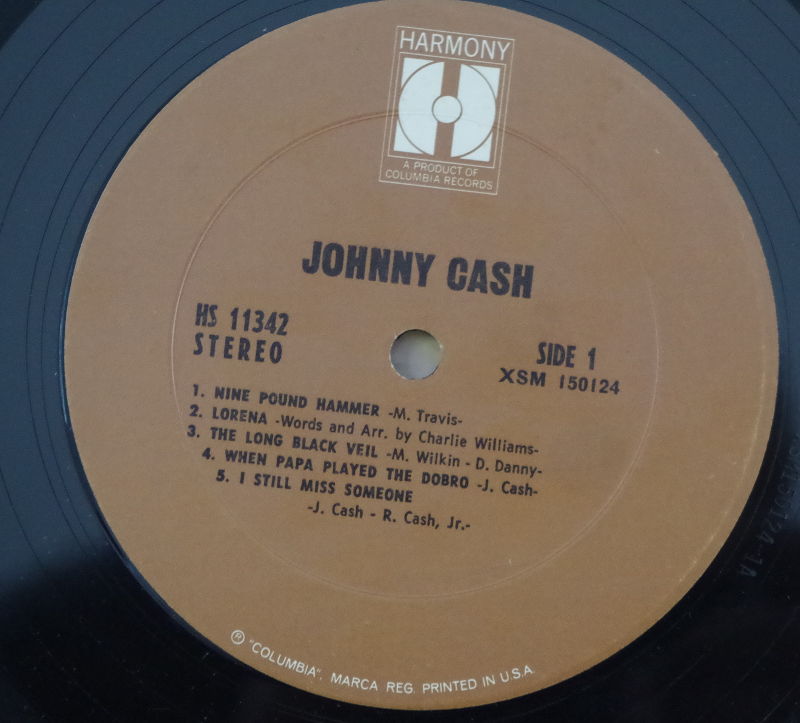 HARMONY
A PRODUCT OF
COLUMBIA RECORDS
JOHNNY CASH
HS 11342
STEREO
SIDE 1
XSM 150124
1. NINE POUND HAMMER -M. Travis-
2. LORENA -Words and Arr. by Charlie Williams-
3. THE LONG BLACK VEIL -M. Wilkin - D. Danny-
4. WHEN PAPA PLAYED THE DOBRO -J. Cash-
5. I STILL MISS SOMEONE
-J. Cash - R. Cash, Jr.-
Ⓡ "COLUMBIA", MARCA REG. PRINTED IN U.S.A.